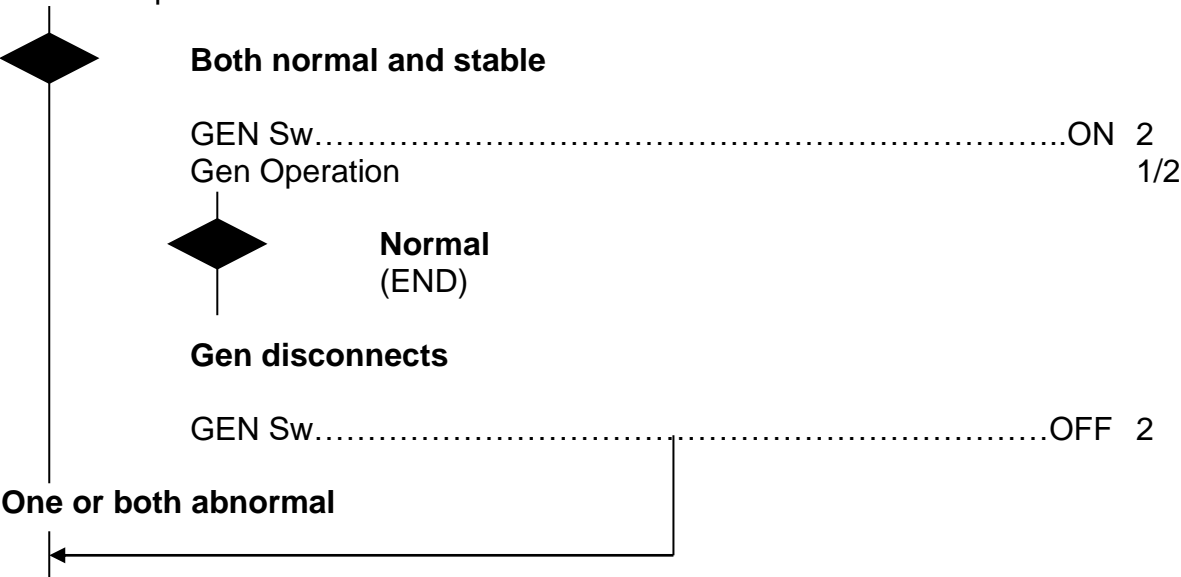 Both normal and stable
GEN Sw…………………………………………………………………..ON 2
Gen Operation 1/2
Normal
(END)
Gen disconnects
GEN Sw…………………………………………………………………OFF 2
One or both abnormal